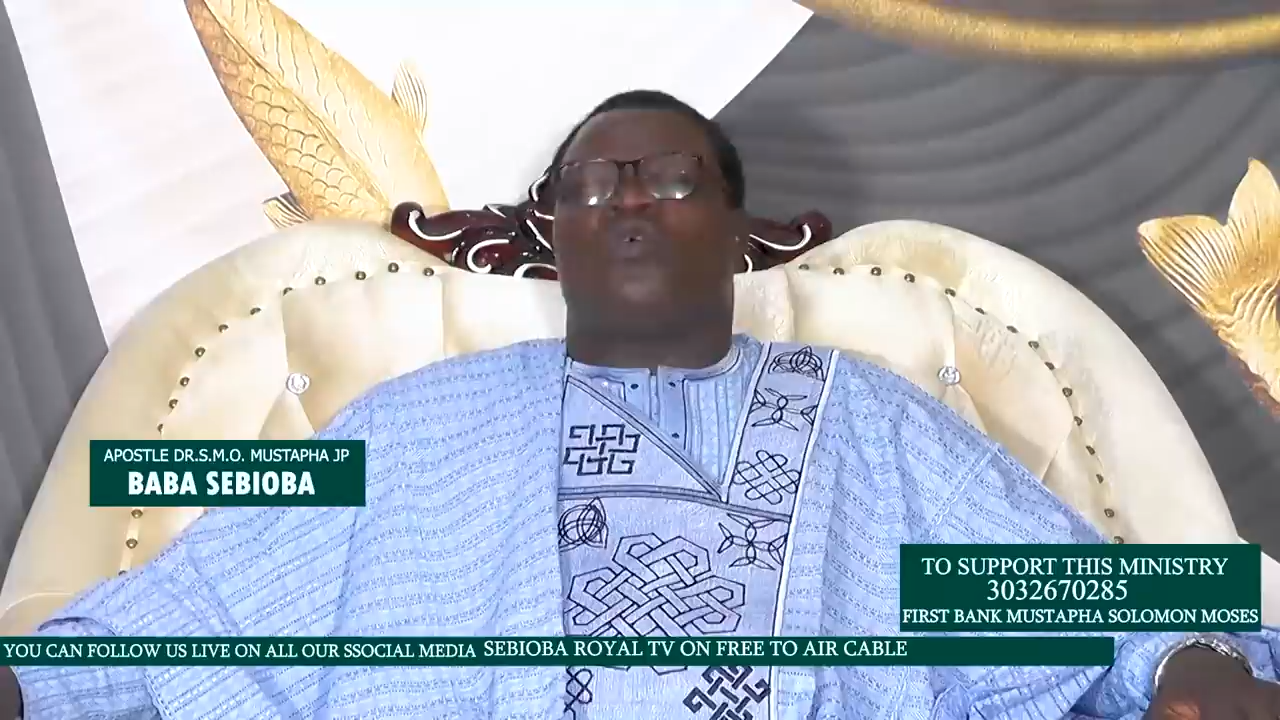 APOSTLE DR.S.M.O. MUSTAPHA JP
BABA SEBIOBA
TO SUPPORT THIS MINISTRY
3032670285
FIRST BANK MUSTAPHA SOLOMON MOSES
YOU CAN FOLLOW US LIVE ON ALL OUR SSOCIAL MEDIA SEBIOBA ROYAL TV ON FREE TO AIR CABLE